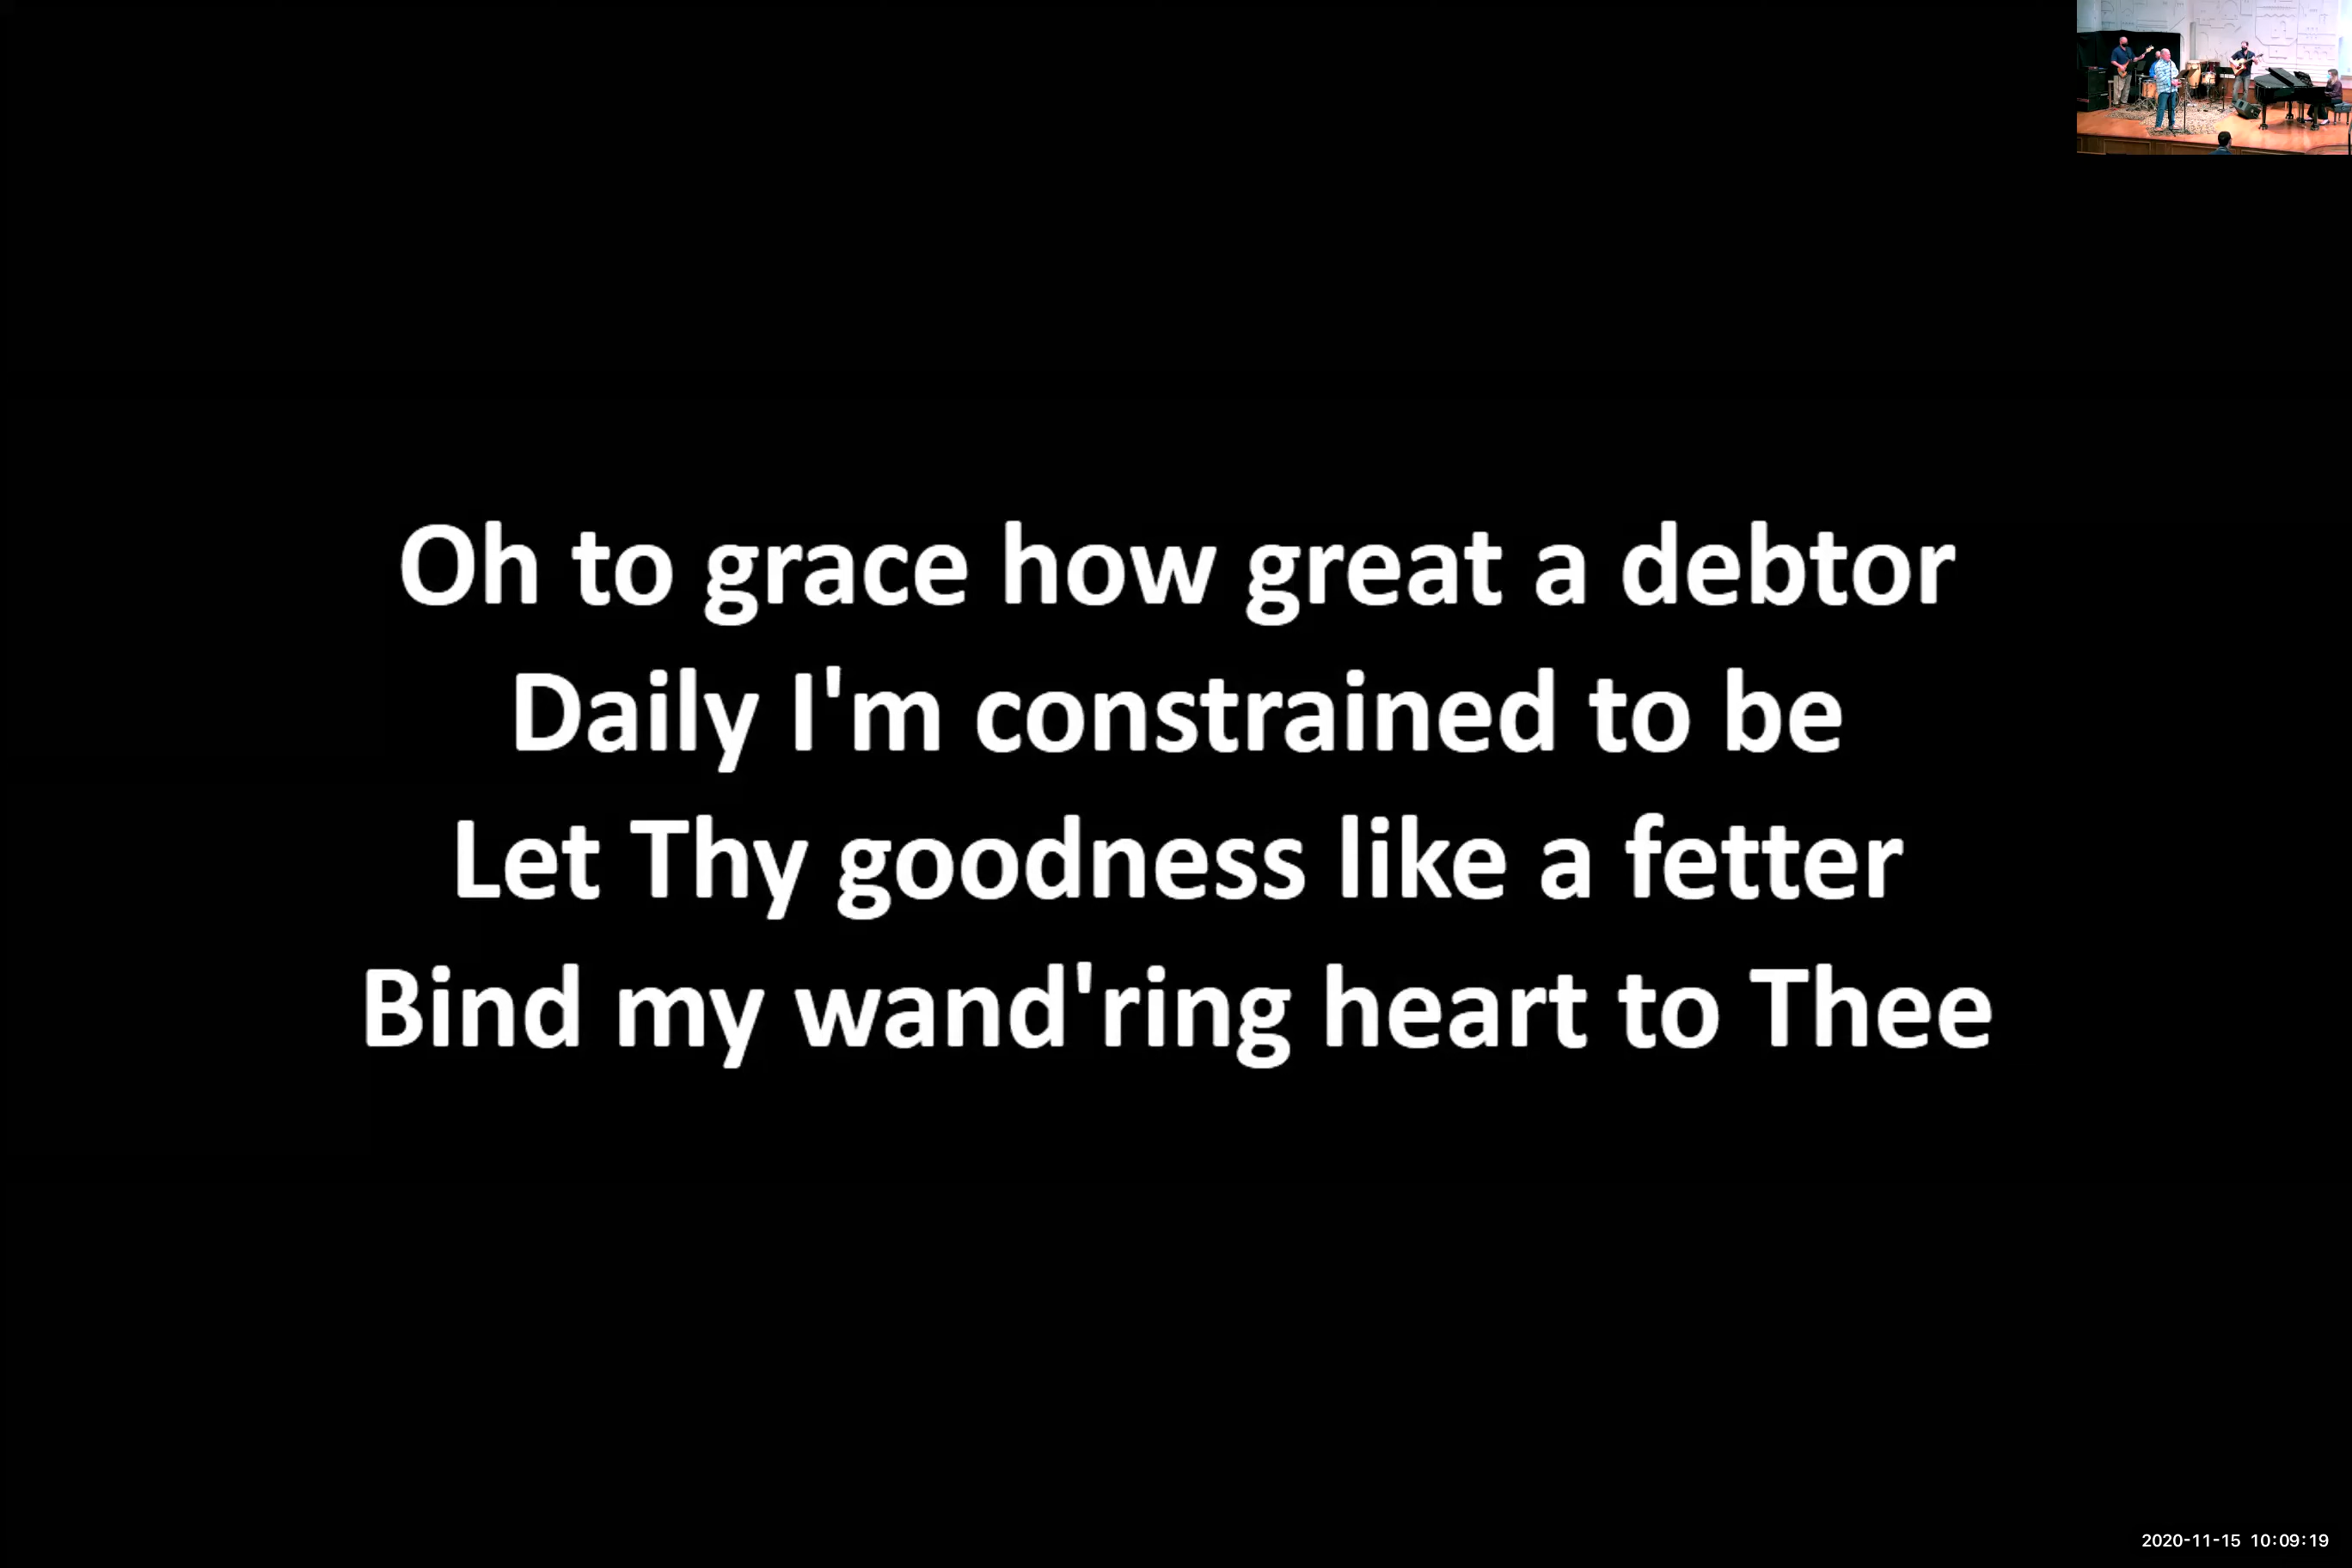 Oh to grace how great a debtor
Daily I'm constrained to be
Let Thy goodness like a fetter
Bind my wand'ring heart to Thee
2020-11-15 10:09:19